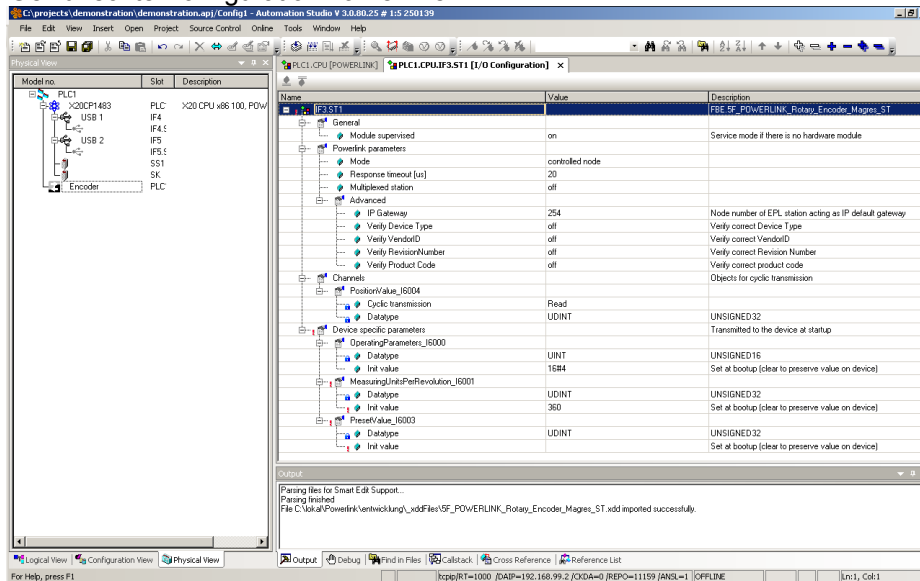 C:\projects\demonstration\demonstration.apj/Config1 - Automation Studio V 3.0.80.25 # 1:5 250139
File Edit View Insert Open Project Source Control Online Tools Window Help
Physical View
PLC1.CPU [POWERLINK] PLC1.CPU.IF3.ST1 [I/O Configuration]
Model no. Slot Description
PLC1
X20CP1483 PLC X20 CPU x86 100, POW
USB 1 IF4
IF4.S
USB 2 IF5
IF5.S
SS1
SK
Encoder PLC
Name Value Description
IF3.ST1 FBE.5F_POWERLINK_Rotary_Encoder_Magres_ST
General
Module supervised on Service mode if there is no hardware module
Powerlink parameters
Mode controlled node
Response timeout [us] 20
Multiplexed station off
Advanced
IP Gateway 254 Node number of EPL station acting as IP default gateway
Verify Device Type off Verify correct Device Type
Verify VendorID off Verify correct VendorID
Verify RevisionNumber off Verify correct Revision Number
Verify Product Code off Verify correct product code
Channels Objects for cyclic transmission
PositionValue_I6004
Cyclic transmission Read
Datatype UDINT UNSIGNED32
Device specific parameters Transmitted to the device at startup
OperatingParameters_I6000
Datatype UINT UNSIGNED16
Init value 16#4 Set at bootup (clear to preserve value on device)
MeasuringUnitsPerRevolution_I6001
Datatype UDINT UNSIGNED32
Init value 360 Set at bootup (clear to preserve value on device)
PresetValue_I6003
Datatype UDINT UNSIGNED32
Init value Set at bootup (clear to preserve value on device)
Output
Parsing files for Smart Edit Support...
Parsing finished
File C:\lokal\Powerlink\entwicklung\_xddFiles\5F_POWERLINK_Rotary_Encoder_Magres_ST.xdd imported successfully.
Logical View Configuration View Physical View
Output Debug Find in Files Callstack Cross Reference Reference List
For Help, press F1
tcpip/RT=1000 /DAIP=192.168.99.2 /CKDA=0 /REPO=11159 /ANSL=1 OFFLINE Ln:1, Col:1